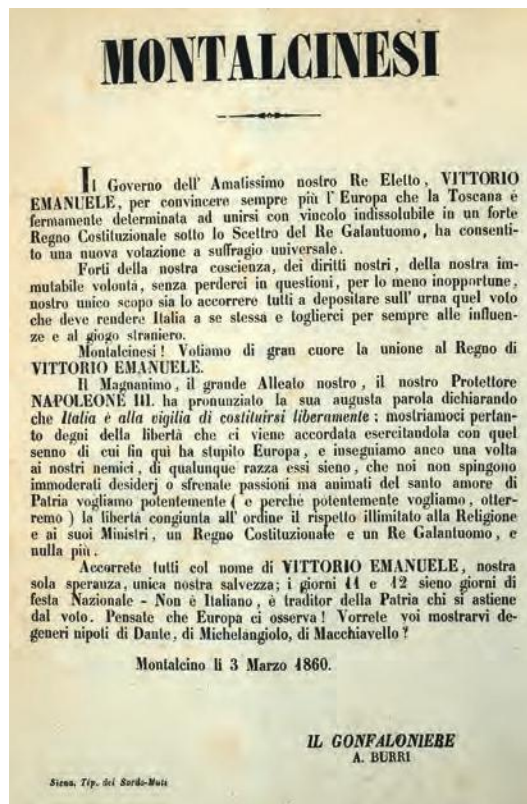 MONTALCINESI
Il Governo dell' Amatissimo nostro Re Eletto, VITTORIO
EMANUELE, per convincere sempre più l' Europa che la Toscana è
fermamente determinata ad unirsi con vincolo indissolubile in un forte
Regno Costituzionale sotto lo Scettro del Re Galantuomo, ha consenti-
to una nuova votazione a suffragio universale.
Forti della nostra coscienza, dei diritti nostri, della nostra im-
mutabile volontà, senza perderci in questioni, per lo meno inopportune,
nostro unico scopo sia lo accorrere tutti a depositare sull' urna quel voto
che deve rendere Italia a se stessa e toglierci per sempre alle influen-
ze e al giogo straniero.
Montalcinesi! Votiamo di gran cuore la unione al Regno di
VITTORIO EMANUELE.
Il Magnanimo, il grande Alleato nostro, il nostro Protettore
NAPOLEONE III. ha pronunziato la sua augusta parola dichiarando
che Italia è alla vigilia di costituirsi liberamente: mostriamoci pertan-
to degni della libertà che ci viene accordata esercitandola con quel
senno di cui fin quì ha stupito Europa, e insegniamo anco una volta
ai nostri nemici, di qualunque razza essi sieno, che noi non spingono
immoderati desiderj o sfrenate passioni ma animati del santo amore di
Patria vogliamo potentemente ( e perchè potentemente vogliamo, otter-
remo ) la libertà congiunta all' ordine il rispetto illimitato alla Religione
e ai suoi Ministri, un Regno Costituzionale e un Re Galantuomo, e
nulla più.
Accorrete tutti col nome di VITTORIO EMANUELE, nostra
sola speranza, unica nostra salvezza; i giorni 11 e 12 sieno giorni di
festa Nazionale - Non è Italiano, è traditor della Patria chi si astiene
dal voto. Pensate che Europa ci osserva! Vorrete voi mostrarvi de-
generi nipoti di Dante, di Michelangiolo, di Macchiavello?
Montalcino li 3 Marzo 1860.
IL GONFALONIERE
A. BURRI
Siena, Tip. dei Sordo-Muti